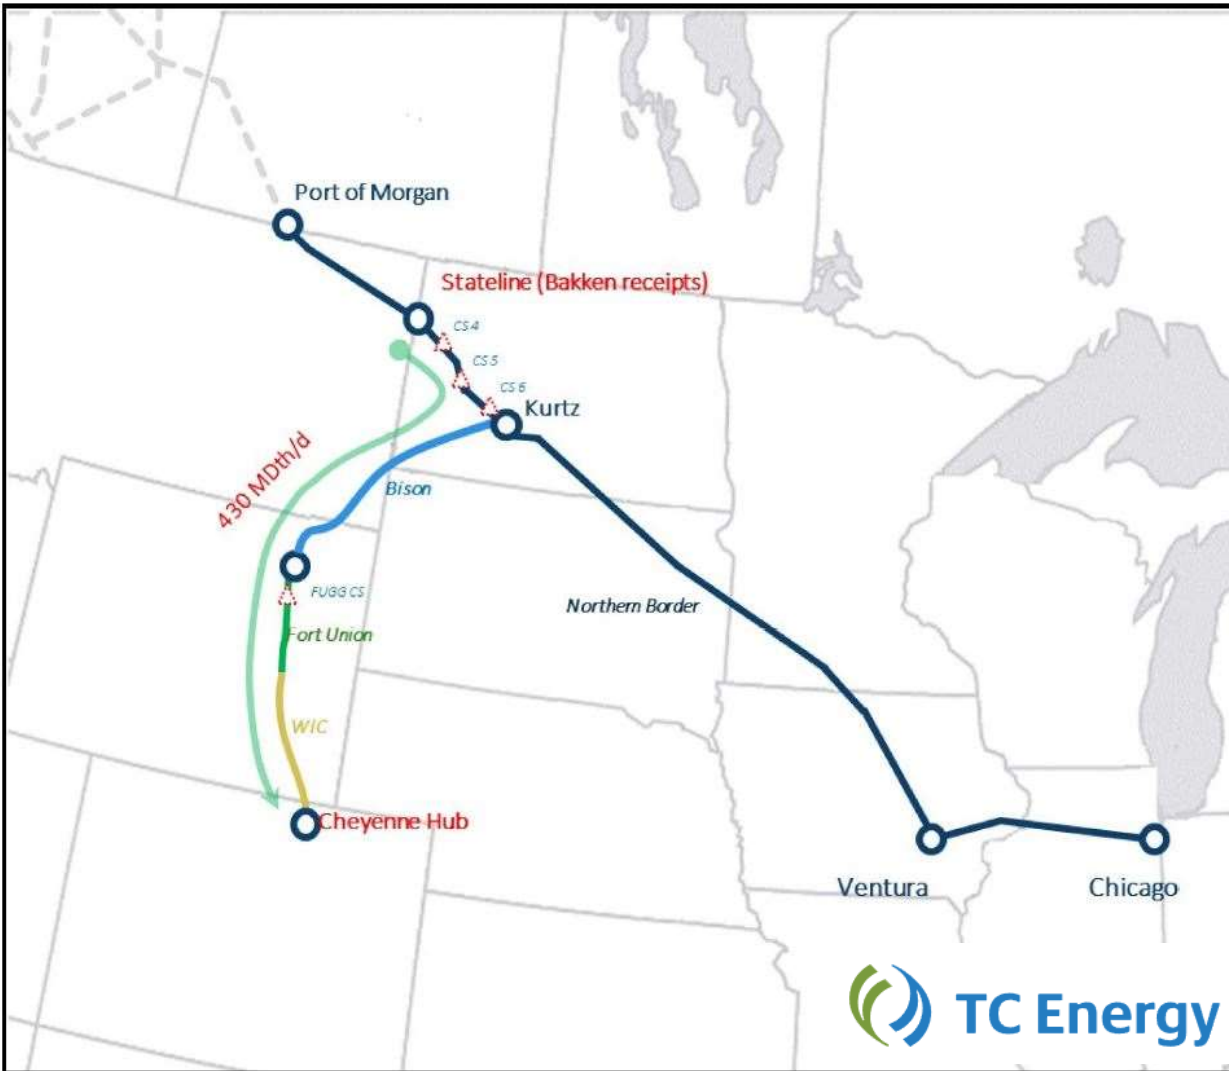 Port of Morgan
Stateline (Bakken receipts)
CS 4
CS 5
CS 6
Kurtz
430 MDth/d
Bison
FUGG CS
Fort Union
Northern Border
WIC
Cheyenne Hub
Ventura
Chicago
TC Energy